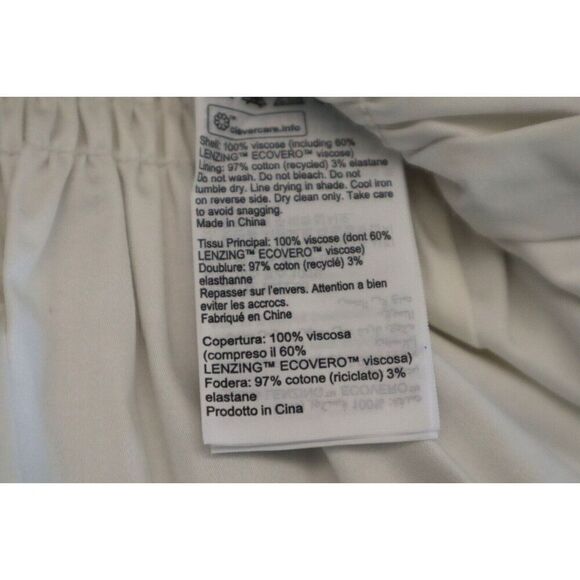 clevercare.info
Shell: 100% viscose (including 60%
LENZING™ ECOVERO™ viscose)
Lining: 97% cotton (recycled) 3% elastane
Do not wash. Do not bleach. Do not
tumble dry. Line drying in shade. Cool iron
on reverse side. Dry clean only. Take care
to avoid snagging.
Made in China
Tissu Principal: 100% viscose (dont 60%
LENZING™ ECOVERO™ viscose)
Doublure: 97% coton (recyclé) 3%
elasthanne
Repasser sur l'envers. Attention a bien
eviter les accrocs.
Fabriqué en Chine
Copertura: 100% viscosa
(compreso il 60%
LENZING™ ECOVERO™ viscosa)
Fodera: 97% cotone (riciclato) 3%
elastane
Prodotto in Cina